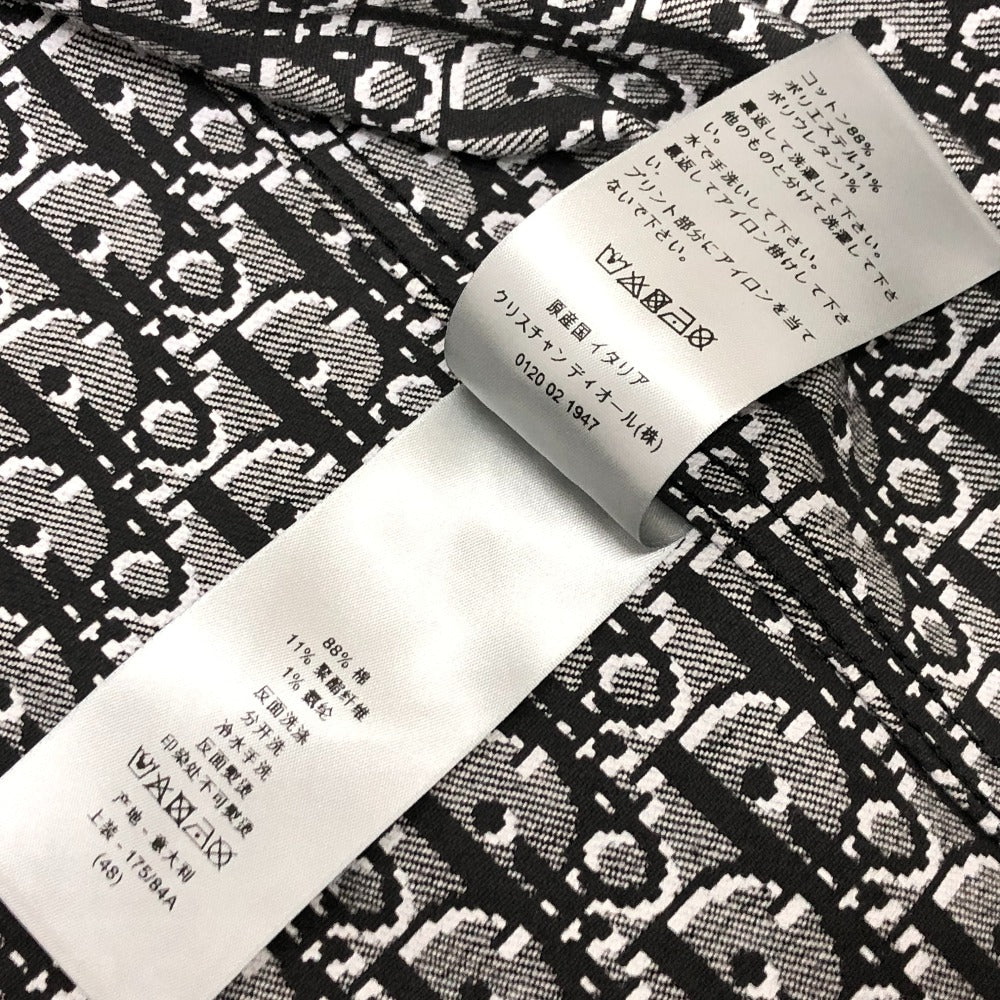 コットン88%
ポリエステル11%
ポリウレタン1%
裏返して洗濯して下さい。
他のものと分けて洗濯して下さ
い。
水で手洗いして下さい。
裏返してアイロン掛けして下さ
い。
プリント部分にアイロンを当て
ないで下さい。
原産国 イタリア
クリスチャン ディオール(株)
0120 02 1947
88% 棉
11% 聚酯纤维
1% 氨纶
反面洗涤
分开洗
冷水手洗
反面熨烫
印染处不可熨烫
产地 - 意大利
上装 - 175/84A
(48)